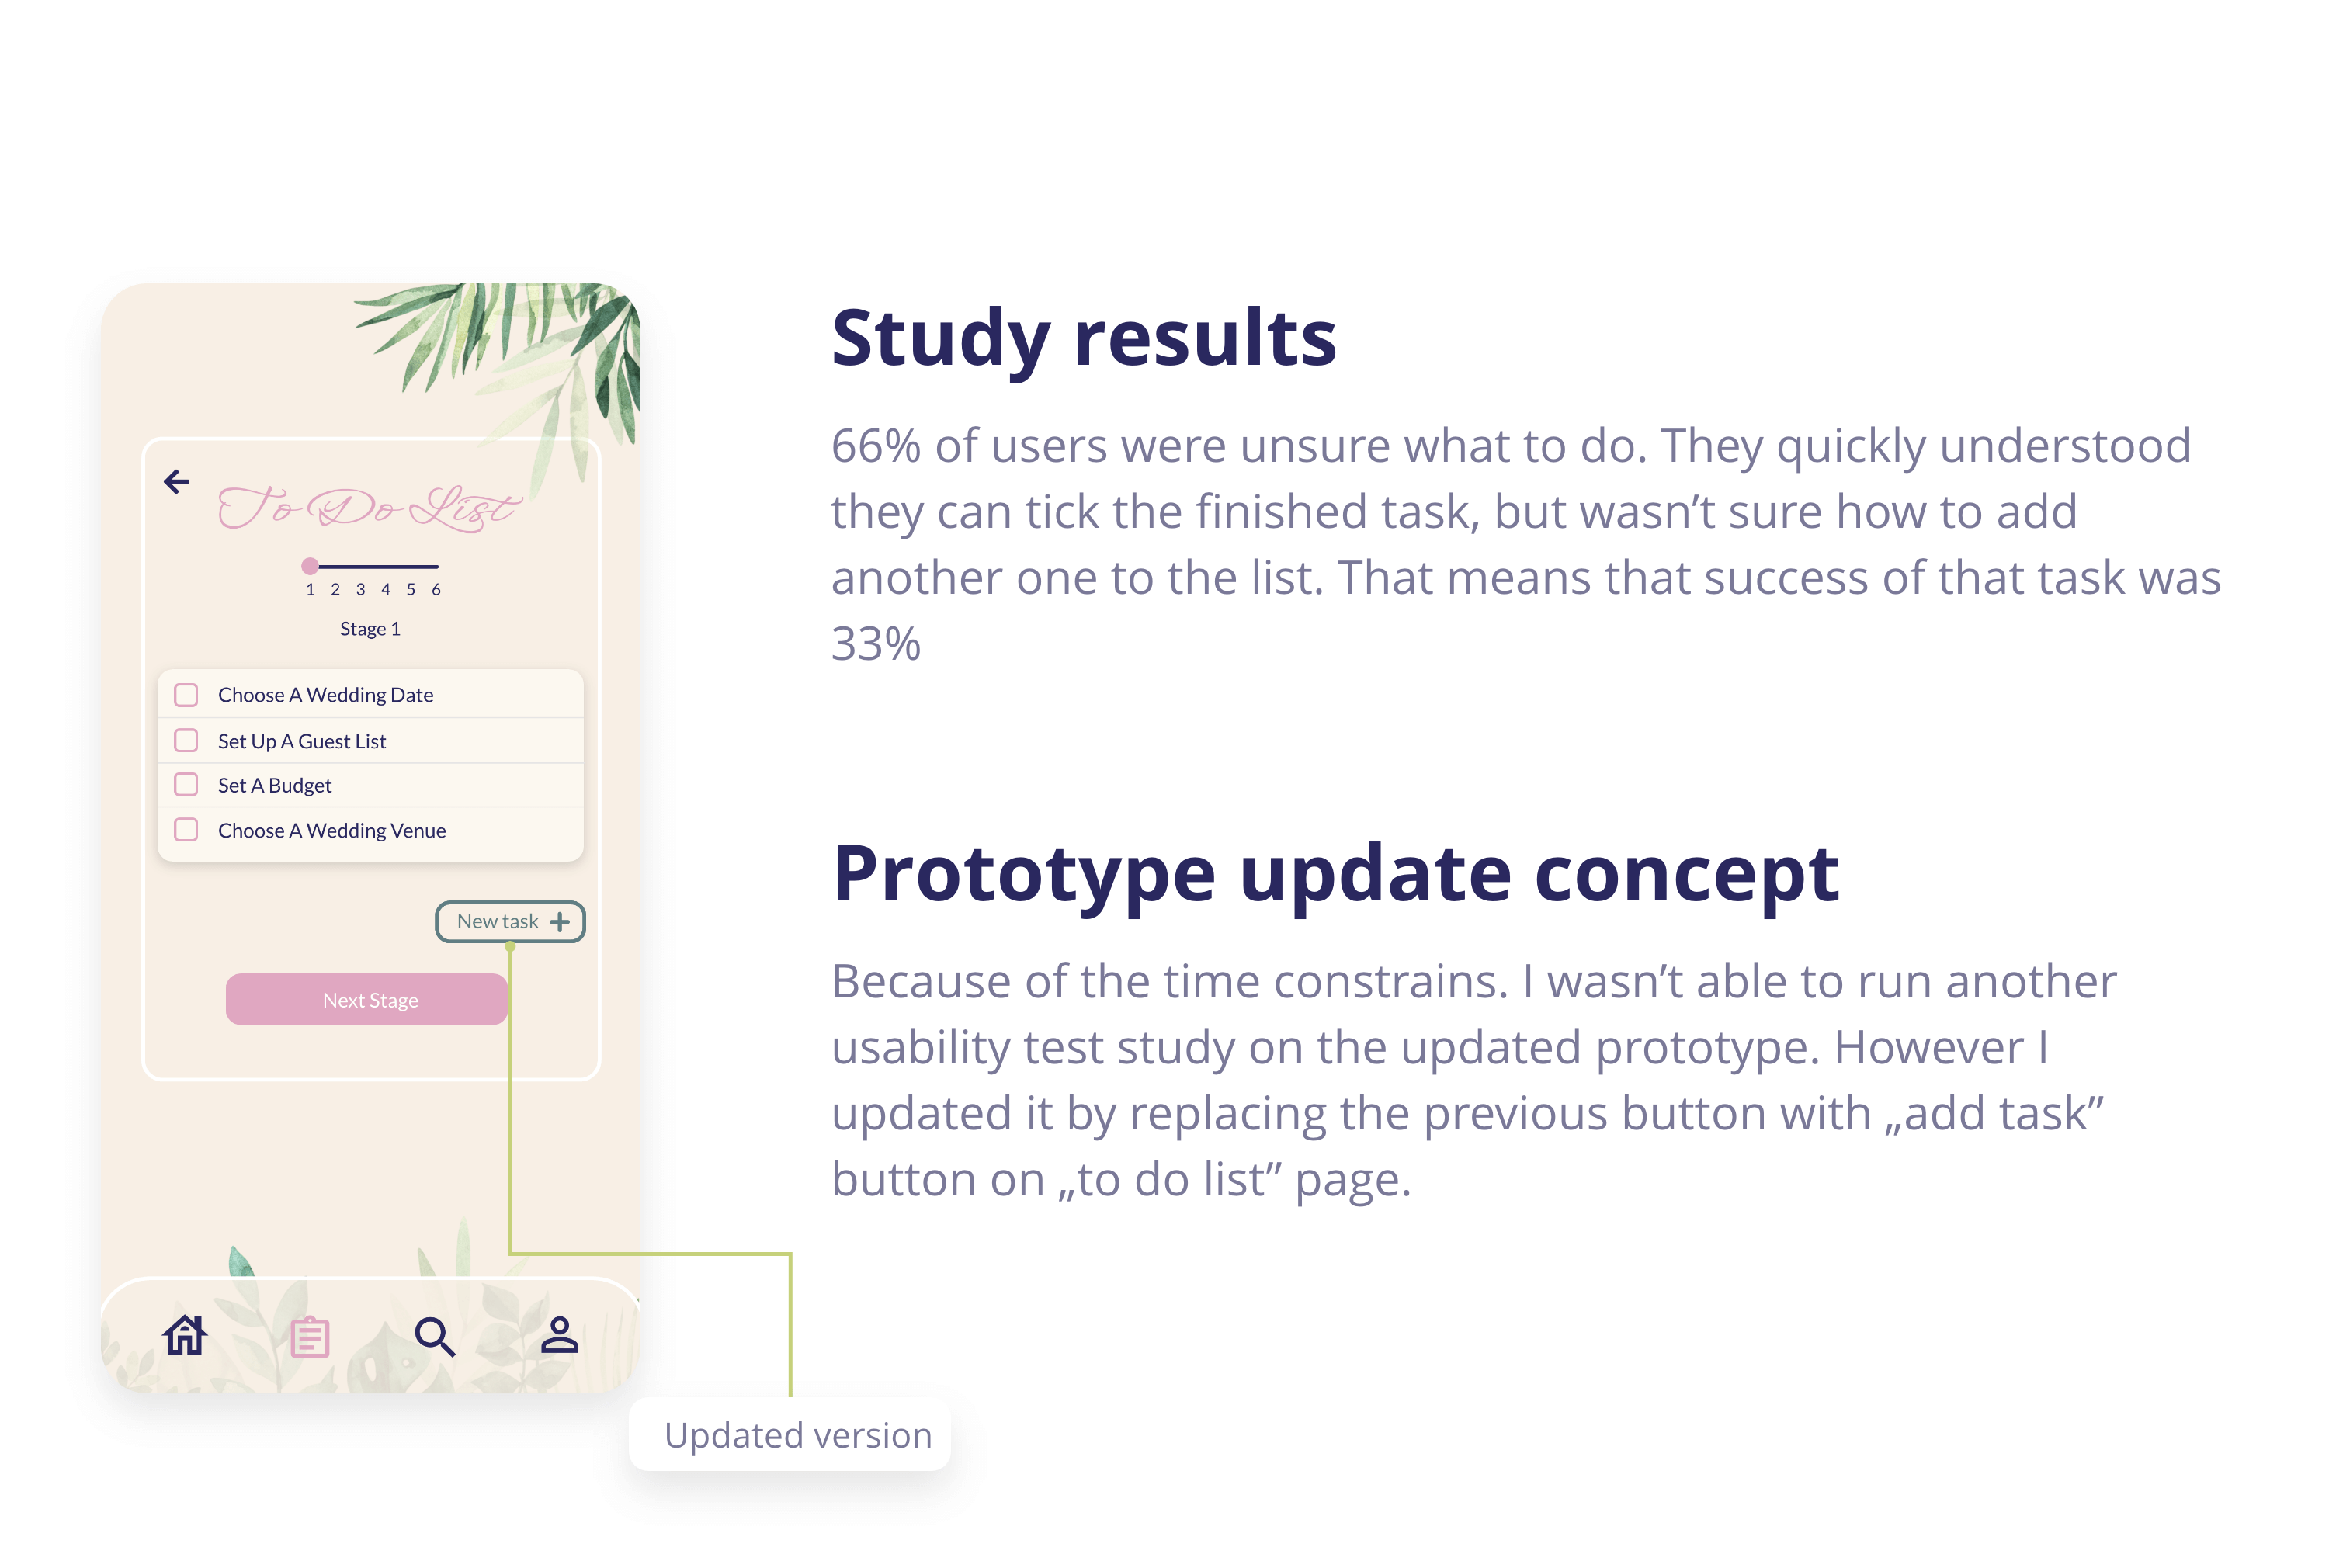 To Do List
1 2 3 4 5 6
Stage 1
Choose A Wedding Date
Set Up A Guest List
Set A Budget
Choose A Wedding Venue
New task
Next Stage
Updated version
Study results
66% of users were unsure what to do. They quickly understood
they can tick the finished task, but wasn’t sure how to add
another one to the list. That means that success of that task was
33%
Prototype update concept
Because of the time constrains. I wasn’t able to run another
usability test study on the updated prototype. However I
updated it by replacing the previous button with „add task”
button on „to do list” page.